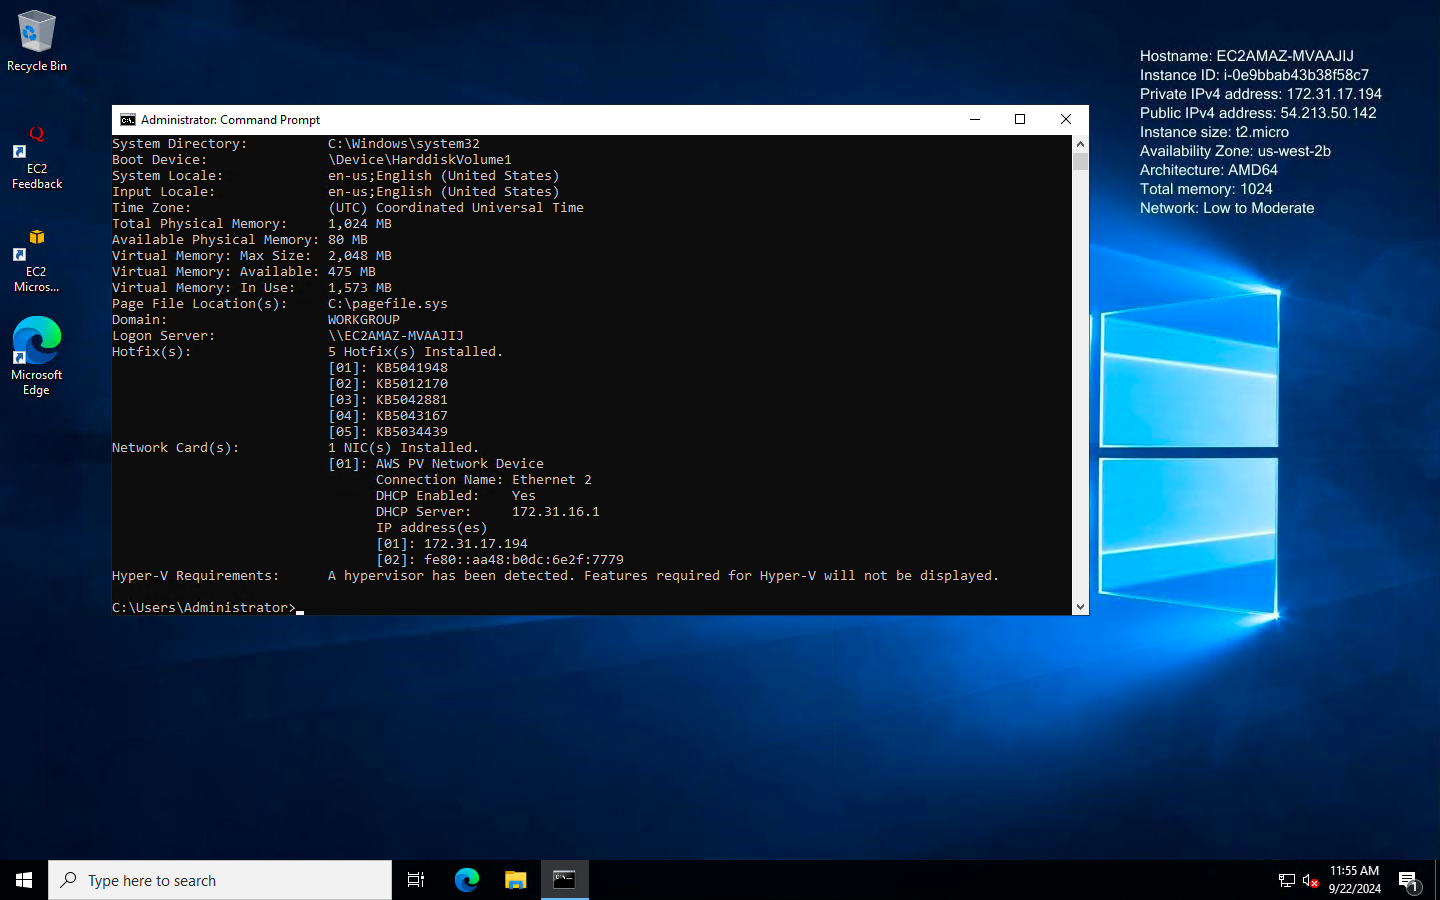 Recycle Bin
EC2
Feedback
EC2
Micros...
Microsoft
Edge
Hostname: EC2AMAZ-MVAAJIJ
Instance ID: i-0e9bbab43b38f58c7
Private IPv4 address: 172.31.17.194
Public IPv4 address: 54.213.50.142
Instance size: t2.micro
Availability Zone: us-west-2b
Architecture: AMD64
Total memory: 1024
Network: Low to Moderate
Administrator: Command Prompt
System Directory: C:\Windows\system32
Boot Device: \Device\HarddiskVolume1
System Locale: en-us;English (United States)
Input Locale: en-us;English (United States)
Time Zone: (UTC) Coordinated Universal Time
Total Physical Memory: 1,024 MB
Available Physical Memory: 80 MB
Virtual Memory: Max Size: 2,048 MB
Virtual Memory: Available: 475 MB
Virtual Memory: In Use: 1,573 MB
Page File Location(s): C:\pagefile.sys
Domain: WORKGROUP
Logon Server: \\EC2AMAZ-MVAAJIJ
Hotfix(s): 5 Hotfix(s) Installed.
[01]: KB5041948
[02]: KB5012170
[03]: KB5042881
[04]: KB5043167
[05]: KB5034439
Network Card(s): 1 NIC(s) Installed.
[01]: AWS PV Network Device
Connection Name: Ethernet 2
DHCP Enabled: Yes
DHCP Server: 172.31.16.1
IP address(es)
[01]: 172.31.17.194
[02]: fe80::aa48:b0dc:6e2f:7779
Hyper-V Requirements: A hypervisor has been detected. Features required for Hyper-V will not be displayed.
C:\Users\Administrator>
Type here to search
11:55 AM
9/22/2024
1